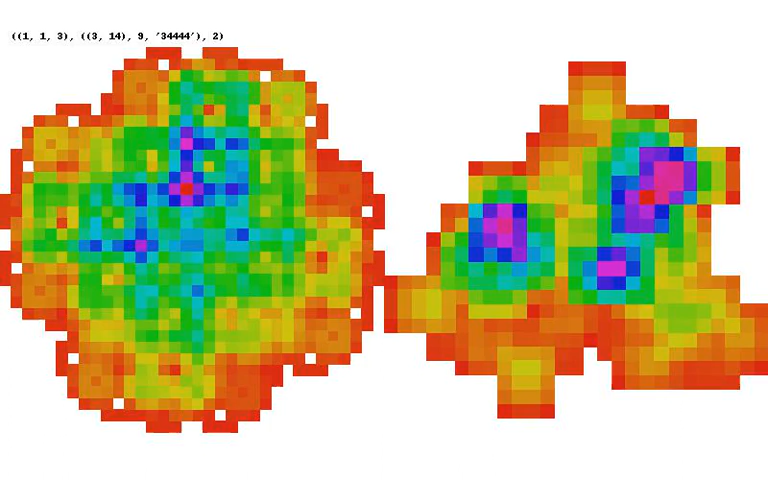 ((1, 1, 3), ((3, 14), 9, '34444'), 2)